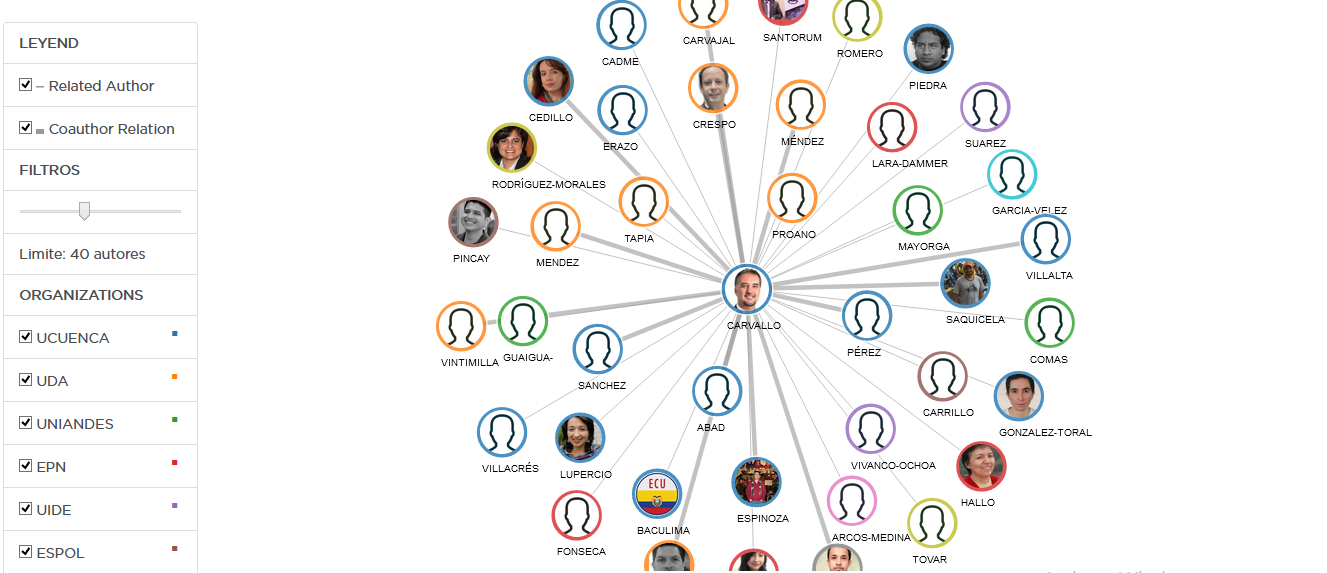 LEYEND
– Related Author
Coauthor Relation
FILTROS
Limite: 40 autores
ORGANIZATIONS
UCUENCA
UDA
UNIANDES
EPN
UIDE
ESPOL
CARVAJAL
SANTORUM
ROMERO
CADME
PIEDRA
CEDILLO
CRESPO
MÉNDEZ
SUAREZ
ERAZO
LARA-DAMMER
RODRÍGUEZ-MORALES
GARCIA-VELEZ
TAPIA
PROANO
MAYORGA
PINCAY
MENDEZ
VILLALTA
SAQUICELA
CARVALLO
VINTIMILLA
GUAIGUA-
PÉREZ
COMAS
SANCHEZ
CARRILLO
ABAD
GONZALEZ-TORAL
VILLACRÉS
LUPERCIO
VIVANCO-OCHOA
HALLO
ECU
BACULIMA
ESPINOZA
ARCOS-MEDINA
FONSECA
TOVAR